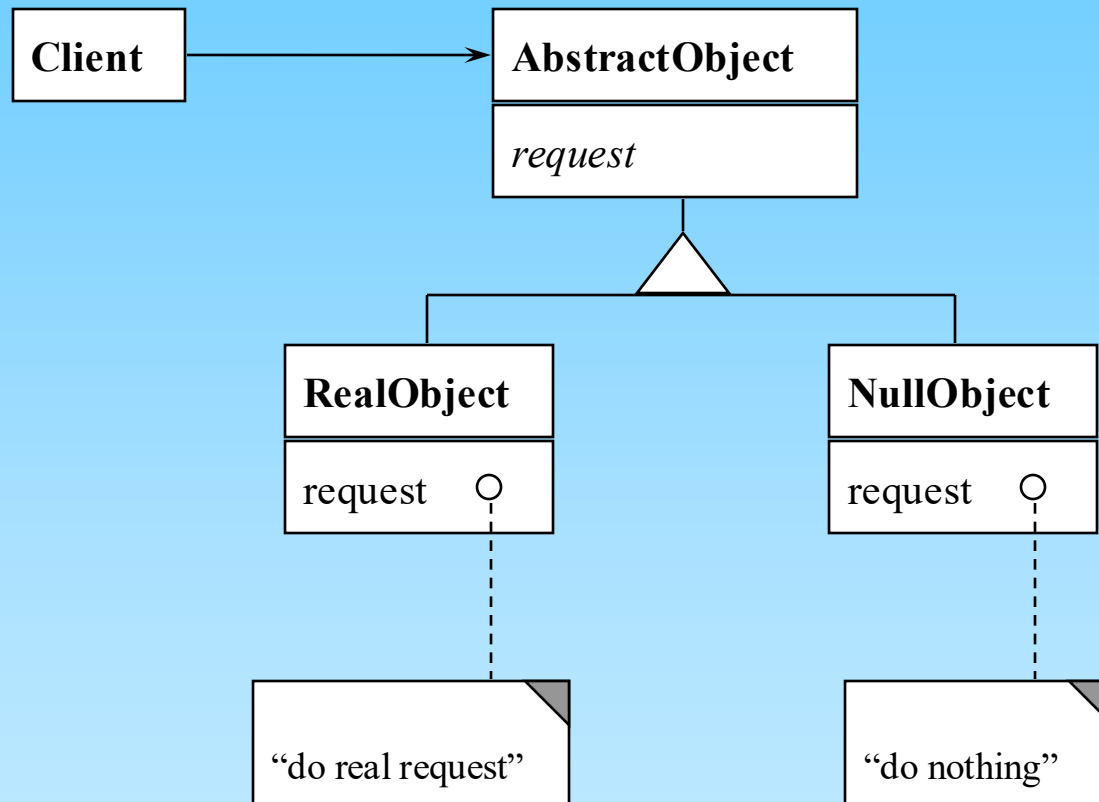 Client
AbstractObject
request
RealObject
NullObject
request
request
“do real request”
“do nothing”